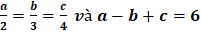 a/2 = b/3 = c/4 và a − b + c = 6